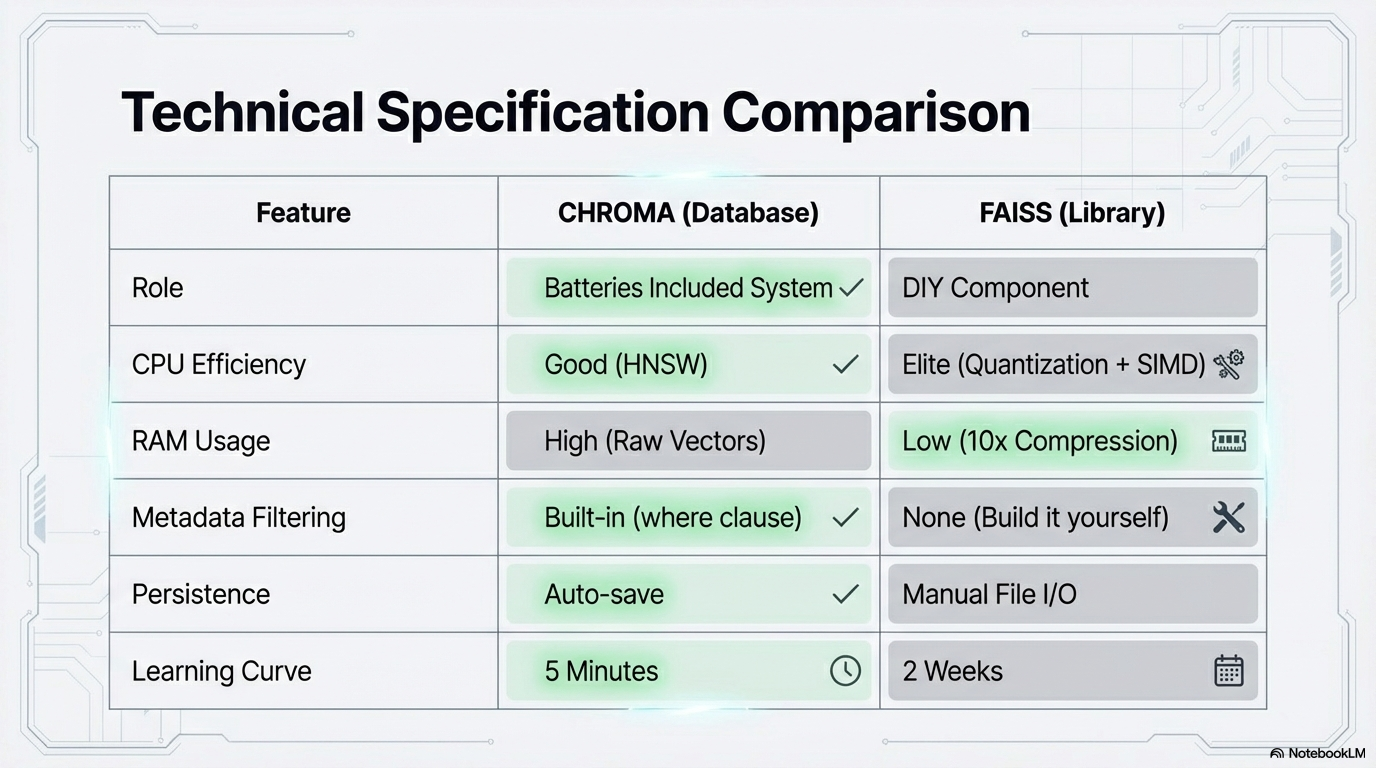 Technical Specification Comparison
Feature
CHROMA (Database)
FAISS (Library)
Role
Batteries Included System
DIY Component
CPU Efficiency
Good (HNSW)
Elite (Quantization + SIMD)
RAM Usage
High (Raw Vectors)
Low (10x Compression)
Metadata Filtering
Built-in (where clause)
None (Build it yourself)
Persistence
Auto-save
Manual File I/O
Learning Curve
5 Minutes
2 Weeks
NotebookLM